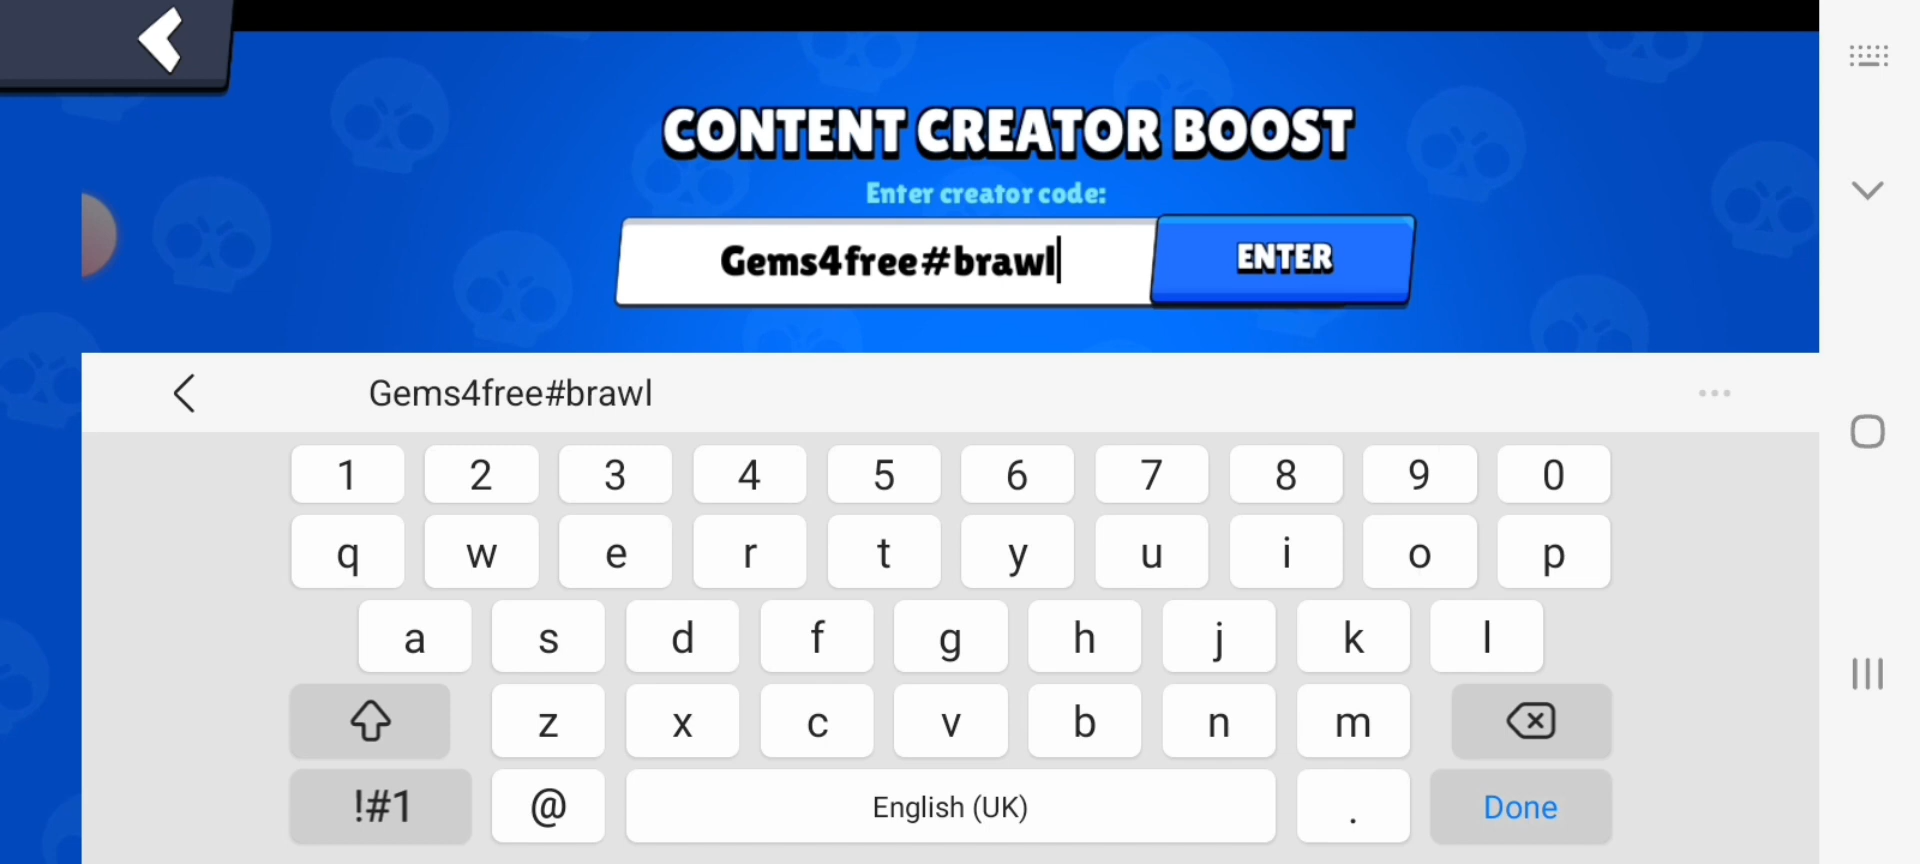 CONTENT CREATOR BOOST
Enter creator code:
Gems4free#brawl
ENTER
Gems4free#brawl
1 2 3 4 5 6 7 8 9 0
q w e r t y u i o p
a s d f g h j k l
z x c v b n m
!#1 @ English (UK) . Done